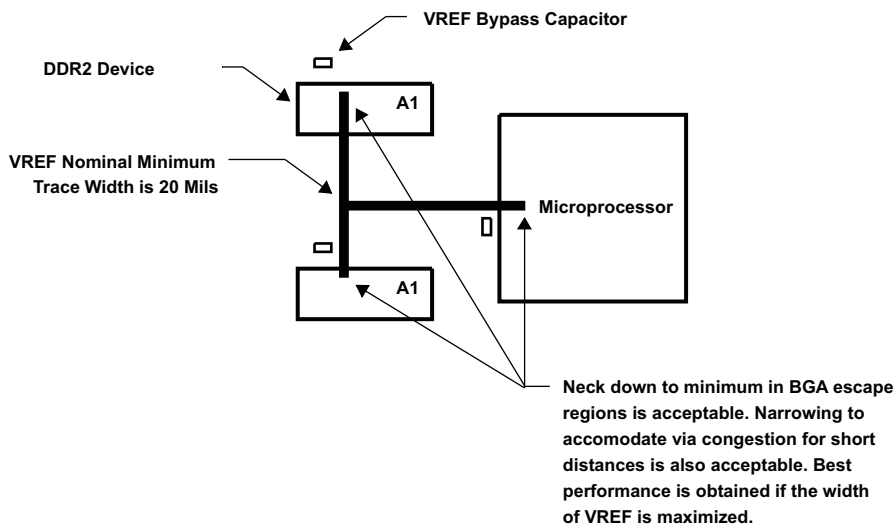 VREF Bypass Capacitor
DDR2 Device
A1
VREF Nominal Minimum
Trace Width is 20 Mils
Microprocessor
A1
Neck down to minimum in BGA escape
regions is acceptable. Narrowing to
accomodate via congestion for short
distances is also acceptable. Best
performance is obtained if the width
of VREF is maximized.